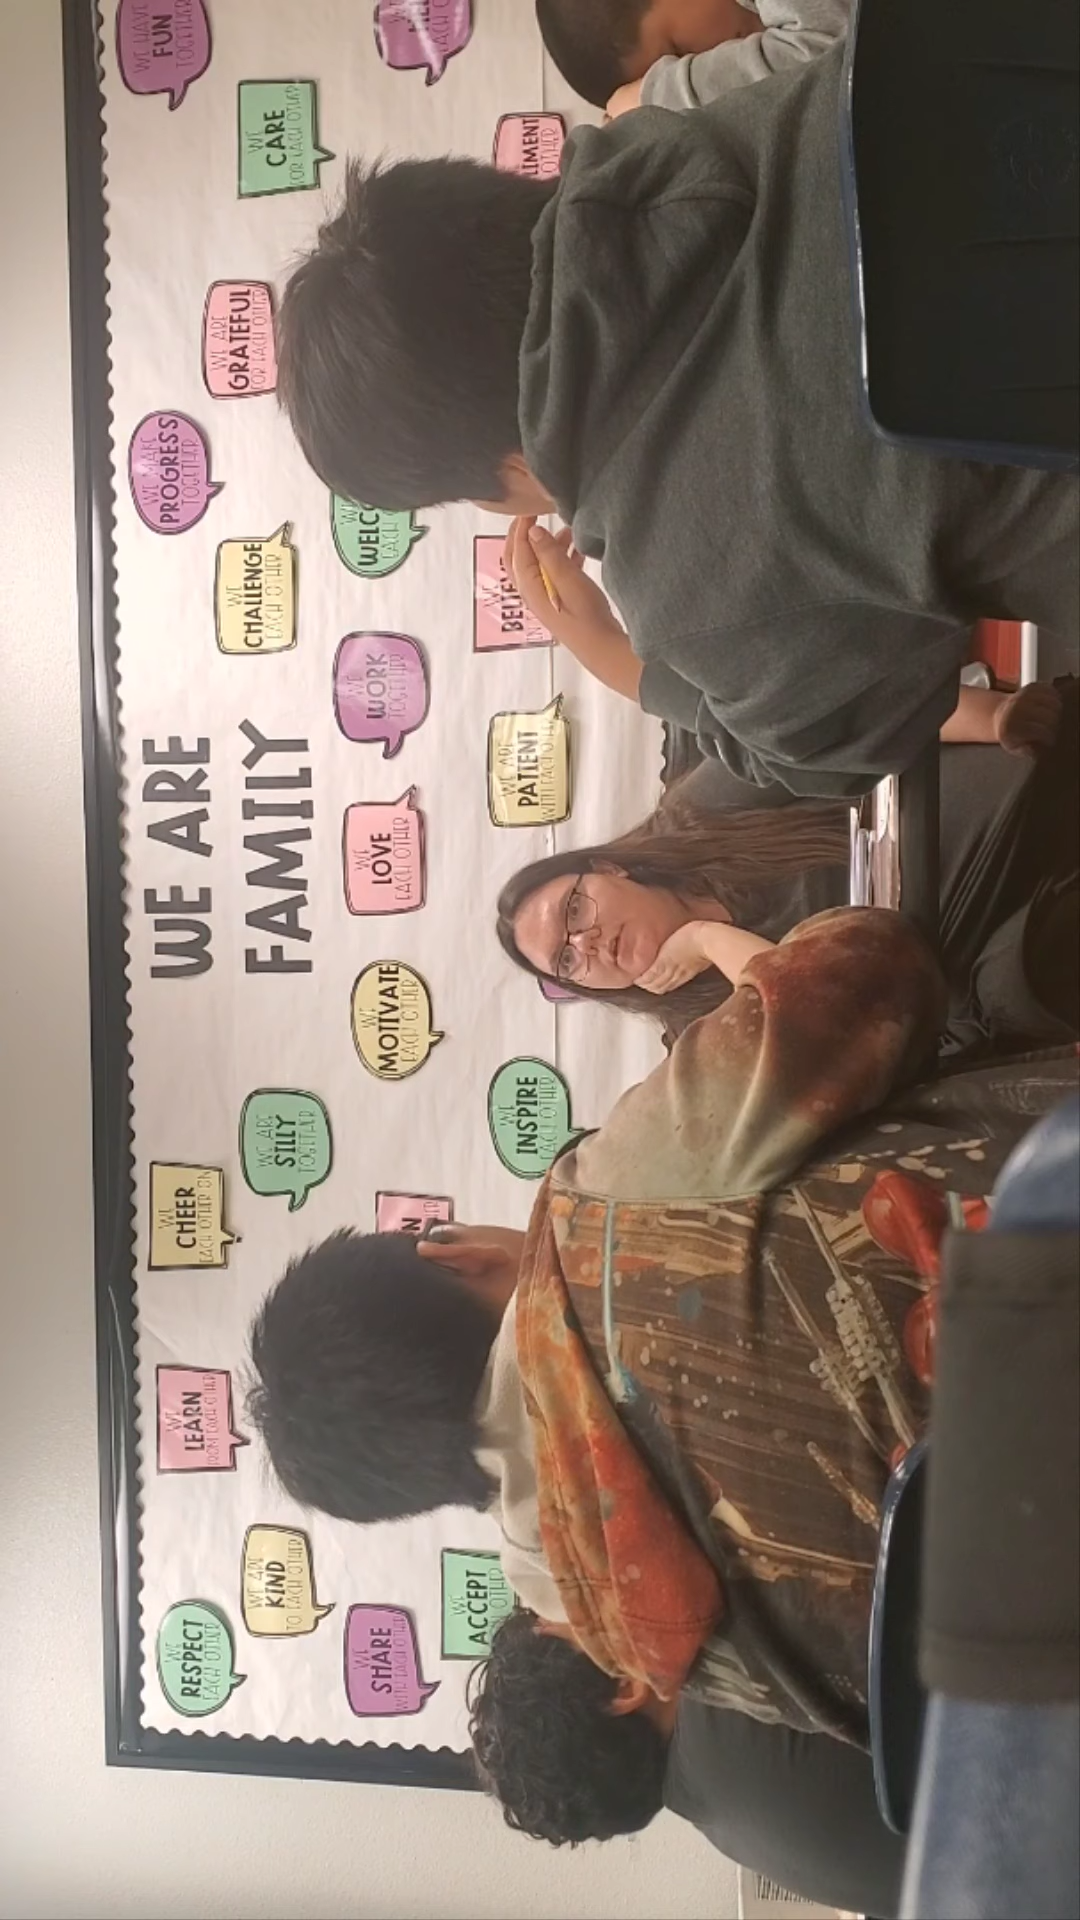 WE ARE
FAMILY
WE
RESPECT
EACH OTHER
WE
LEARN
FROM EACH OTHER
WE
CHEER
EACH OTHER ON
WE MAKE
PROGRESS
TOGETHER
WE HAVE
FUN
TOGETHER
WE ARE
KIND
TO EACH OTHER
WE ARE
SILLY
TOGETHER
WE
CHALLENGE
EACH OTHER
WE ARE
GRATEFUL
FOR EACH OTHER
WE
CARE
FOR EACH OTHER
WE
SHARE
WITH EACH OTHER
WE
MOTIVATE
EACH OTHER
WE
LOVE
EACH OTHER
WE
WORK
TOGETHER
EACH
WE
ACCEPT
OTHER
WE
INSPIRE
EACH OTHER
WE ARE
PATIENT
WITH EACH OTHER
WE
IN